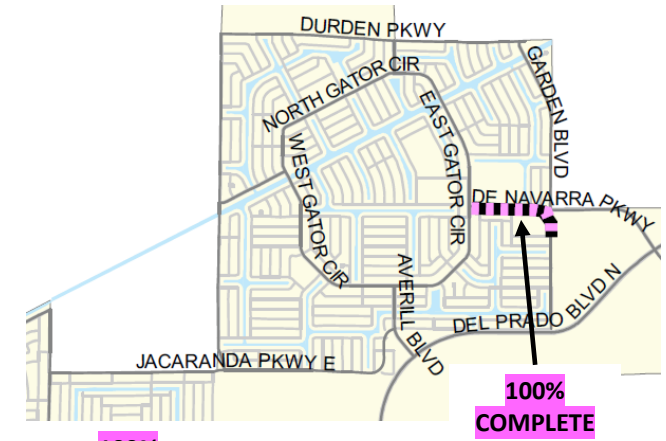 DURDEN PKWY
NORTH GATOR CIR
GARDEN BLVD
EAST GATOR CIR
WEST GATOR CIR
DE NAVARRA PKWY
AVERILL BLVD
DEL PRADO BLVD N
JACARANDA PKWY E
100%
COMPLETE